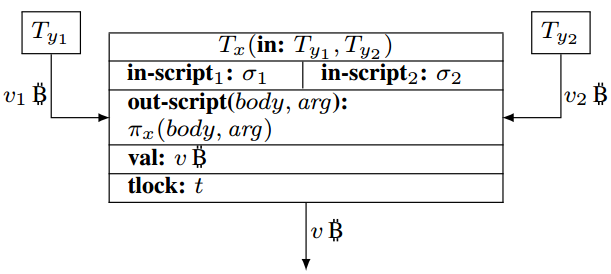 T_{y_1}
T_{y_2}
T_x(in: T_{y_1}, T_{y_2})
in-script_1: σ_1
in-script_2: σ_2
v_1 ₿
v_2 ₿
out-script(body, arg):
π_x(body, arg)
val: v ₿
tlock: t
v ₿